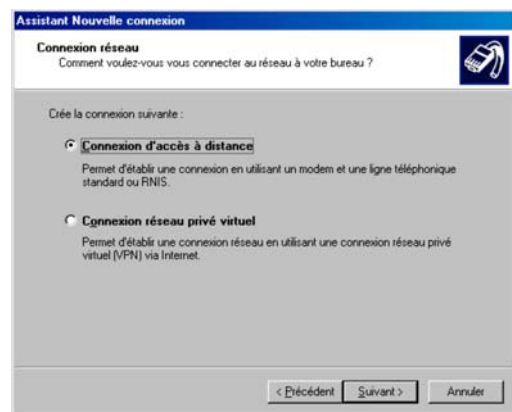 Assistant Nouvelle connexion
Connexion réseau
Comment voulez-vous vous connecter au réseau à votre bureau ?
Crée la connexion suivante :
Connexion d'accès à distance
Permet d'établir une connexion en utilisant un modem et une ligne téléphonique
standard ou RNIS.
Connexion réseau privé virtuel
Permet d'établir une connexion réseau en utilisant une connexion réseau privé
virtuel (VPN) via Internet.
< Précédent Suivant > Annuler